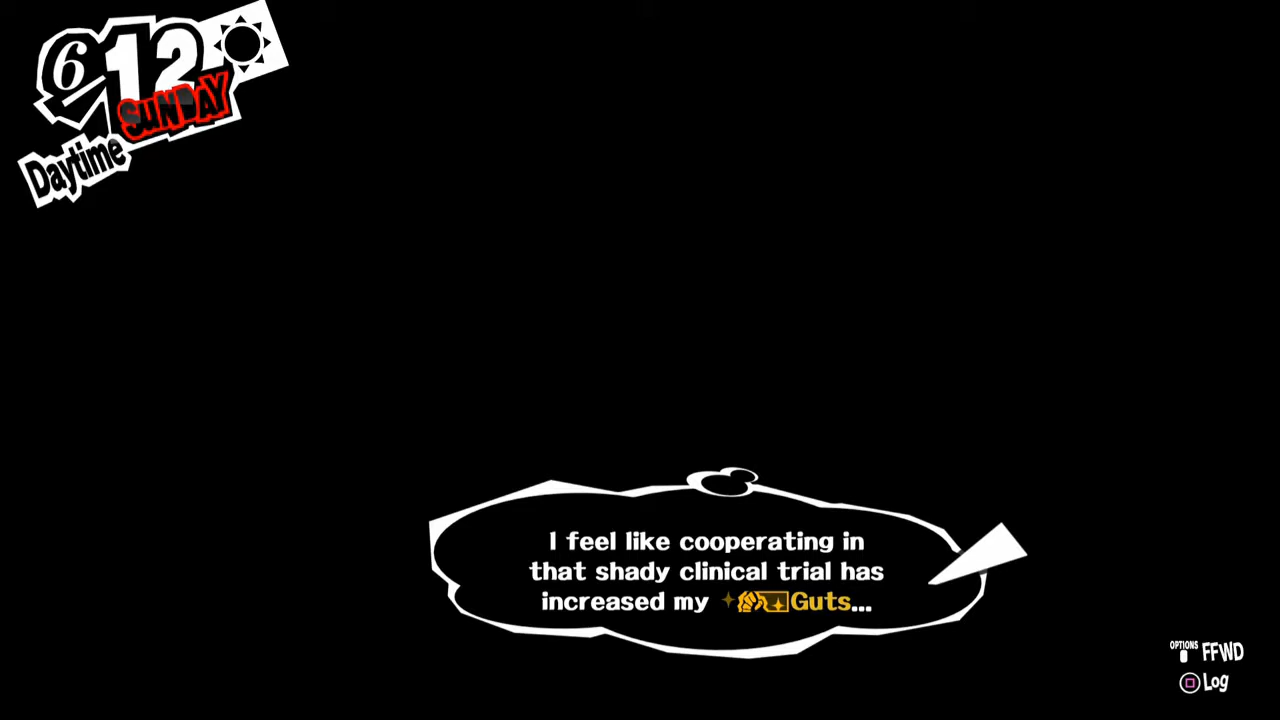 6/12
SUNDAY
Daytime
I feel like cooperating in
that shady clinical trial has
increased my Guts...
OPTIONS FFWD
Log